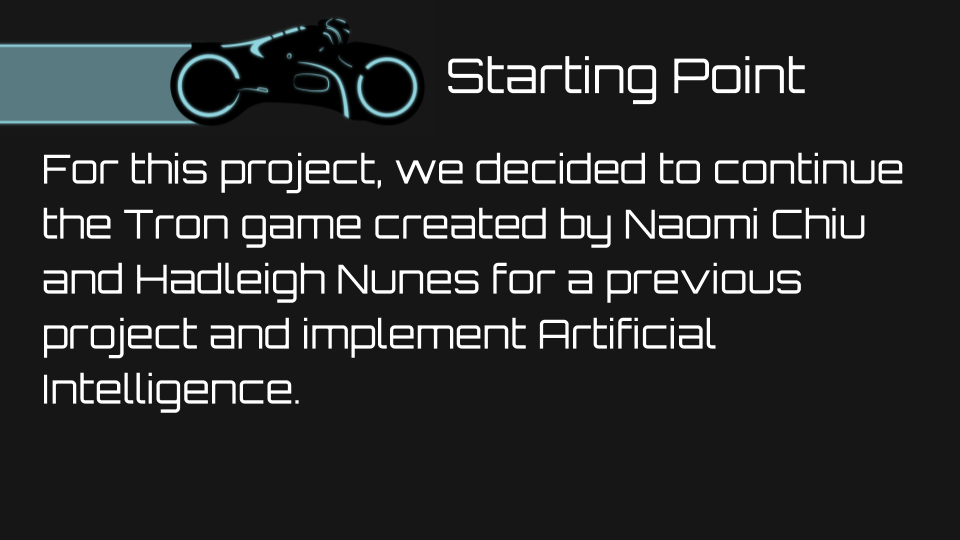 Starting Point
For this project, we decided to continue
the Tron game created by Naomi Chiu
and Hadleigh Nunes for a previous
project and implement Artificial
Intelligence.